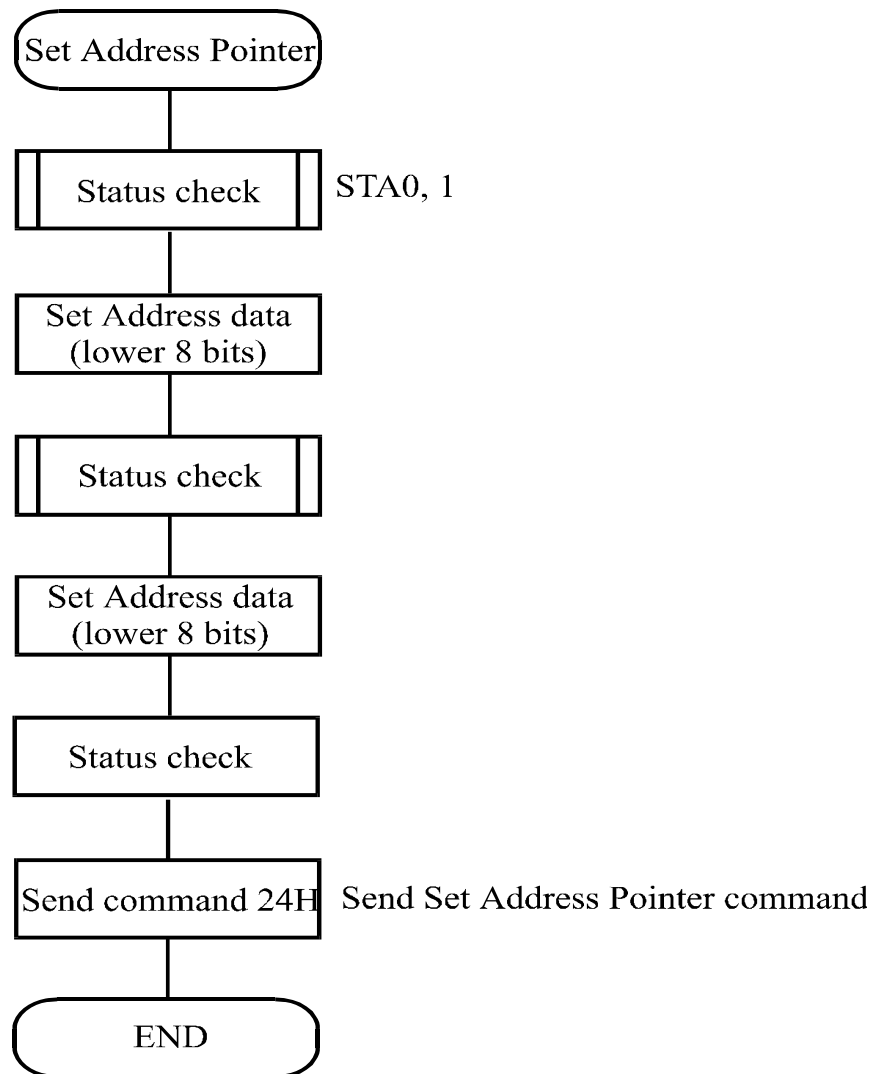 Set Address Pointer
Status check
STA0, 1
Set Address data
(lower 8 bits)
Status check
Set Address data
(lower 8 bits)
Status check
Send command 24H
Send Set Address Pointer command
END